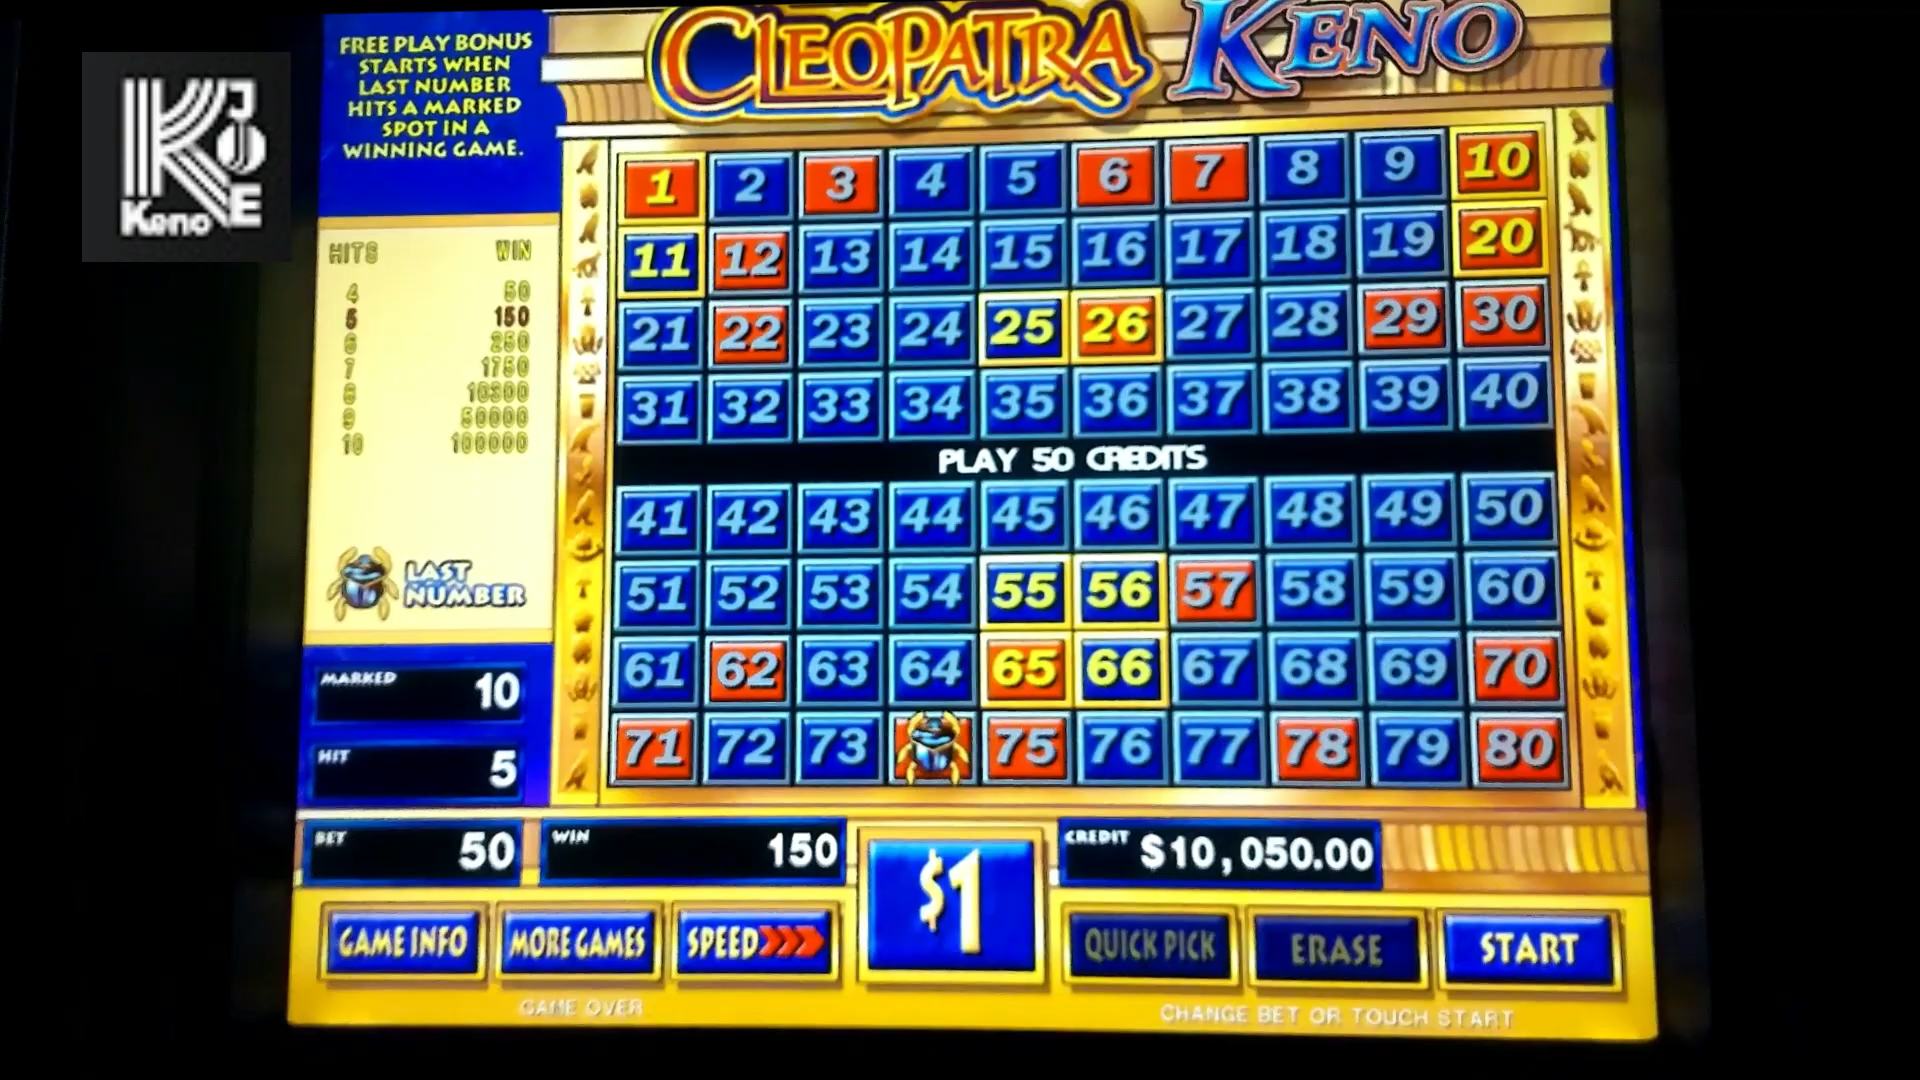 CLEOPATRA KENO
FREE PLAY BONUS
STARTS WHEN
LAST NUMBER
HITS A MARKED
SPOT IN A
WINNING GAME.
K JOE
Keno
HITS WIN
4 50
5 150
6 250
7 1750
8 10300
9 50000
10 100000
LAST
NUMBER
MARKED 10
HIT 5
1 2 3 4 5 6 7 8 9 10
11 12 13 14 15 16 17 18 19 20
21 22 23 24 25 26 27 28 29 30
31 32 33 34 35 36 37 38 39 40
PLAY 50 CREDITS
41 42 43 44 45 46 47 48 49 50
51 52 53 54 55 56 57 58 59 60
61 62 63 64 65 66 67 68 69 70
71 72 73 75 76 77 78 79 80
BET 50 WIN 150 $1 CREDIT $10,050.00
GAME INFO MORE GAMES SPEED QUICK PICK ERASE START
GAME OVER CHANGE BET OR TOUCH START